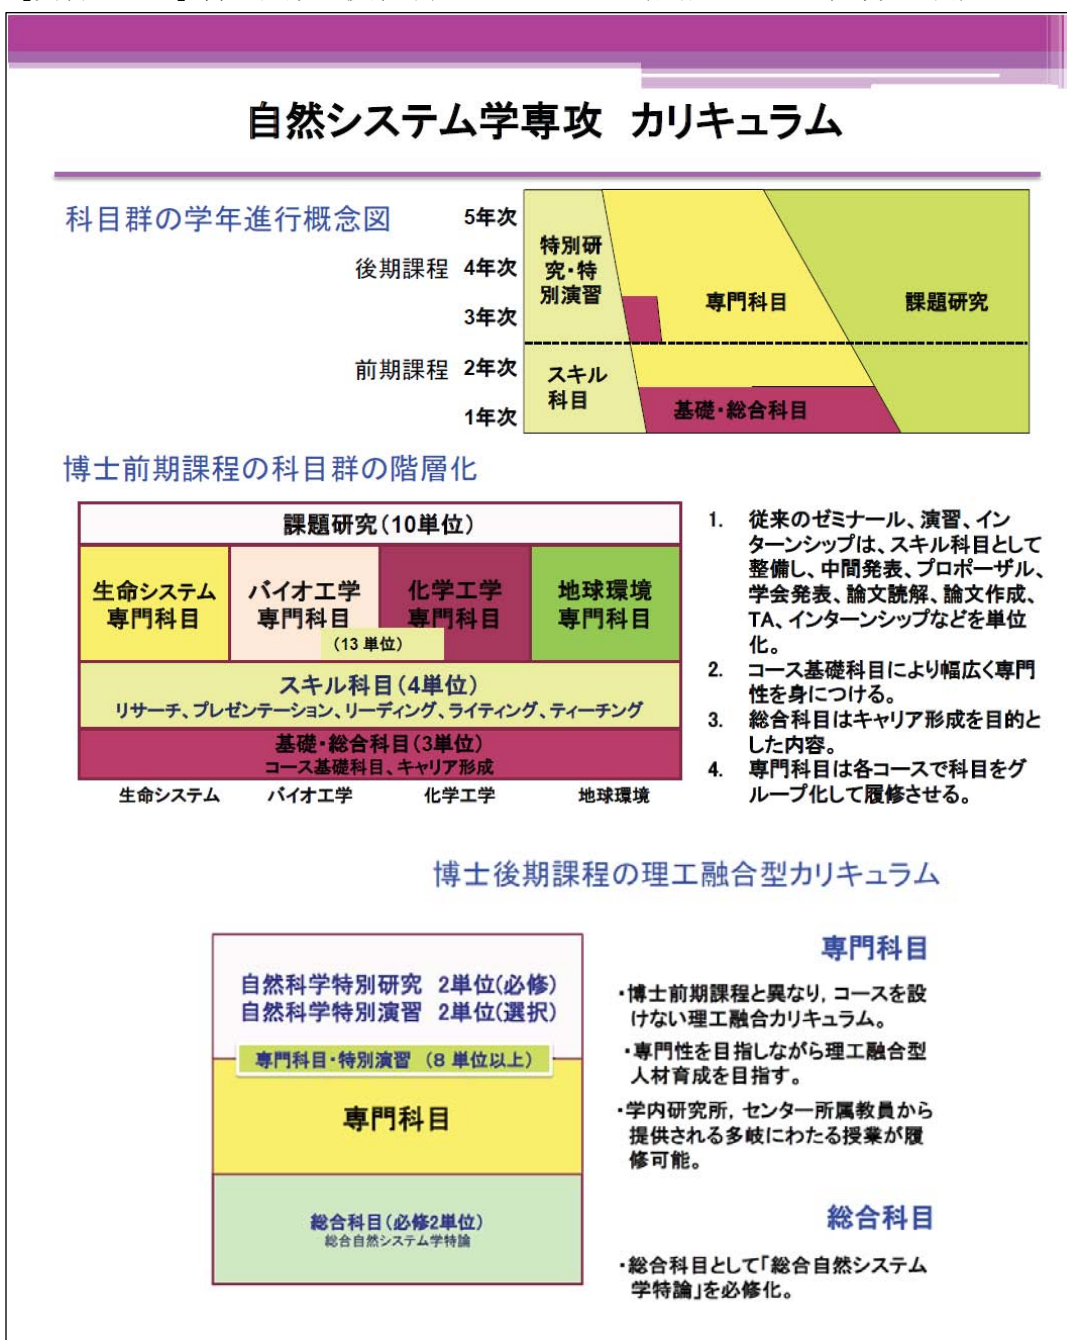 自然システム学専攻 カリキュラム
科目群の学年進行概念図
5年次
後期課程 4年次
3年次
前期課程 2年次
1年次
特別研
究・特
別演習
専門科目
課題研究
スキル
科目
基礎・総合科目
博士前期課程の科目群の階層化
課題研究(10単位)
生命システム
専門科目
バイオ工学
専門科目
化学工学
専門科目
地球環境
専門科目
(13 単位)
スキル科目(4単位)
リサーチ、プレゼンテーション、リーディング、ライティング、ティーチング
基礎・総合科目(3単位)
コース基礎科目、キャリア形成
生命システム バイオ工学 化学工学 地球環境
1. 従来のゼミナール、演習、イン
ターンシップは、スキル科目として
整備し、中間発表、プロポーザル、
学会発表、論文読解、論文作成、
TA、インターンシップなどを単位
化。
2. コース基礎科目により幅広く専門
性を身につける。
3. 総合科目はキャリア形成を目的と
した内容。
4. 専門科目は各コースで科目をグ
ループ化して履修させる。
博士後期課程の理工融合型カリキュラム
自然科学特別研究 2単位(必修)
自然科学特別演習 2単位(選択)
専門科目・特別演習 (8 単位以上)
専門科目
総合科目(必修2単位)
総合自然システム学特論
専門科目
・博士前期課程と異なり, コースを設
けない理工融合カリキュラム。
・専門性を目指しながら理工融合型
人材育成を目指す。
・学内研究所, センター所属教員から
提供される多岐にわたる授業が履
修可能。
総合科目
・総合科目として「総合自然システム
学特論」を必修化。